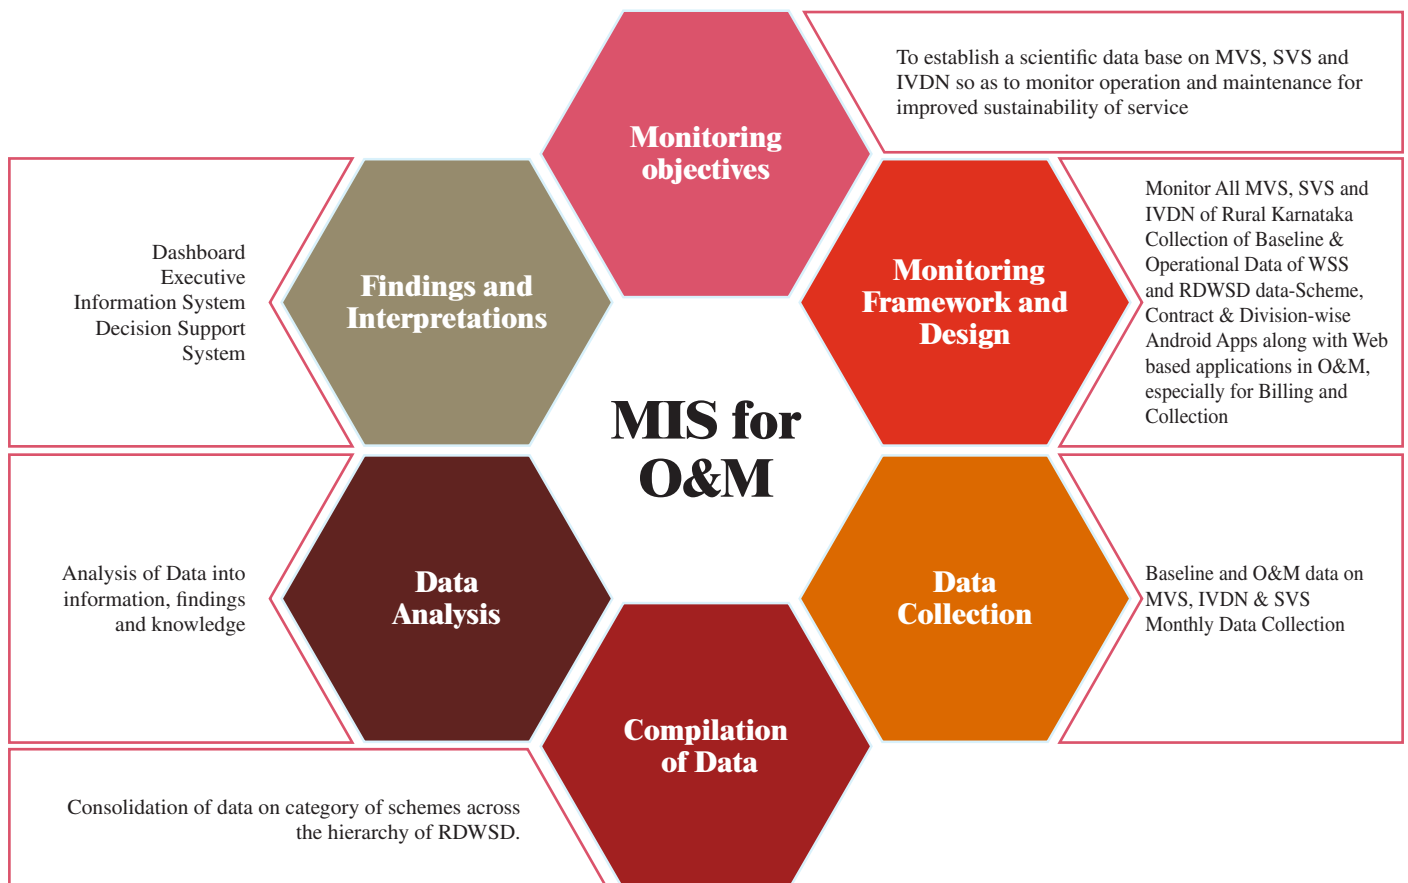 Monitoring
objectives
To establish a scientific data base on MVS, SVS and
IVDN so as to monitor operation and maintenance for
improved sustainability of service
Monitoring
Framework and
Design
Monitor All MVS, SVS and
IVDN of Rural Karnataka
Collection of Baseline &
Operational Data of WSS
and RDWSD data-Scheme,
Contract & Division-wise
Android Apps along with Web
based applications in O&M,
especially for Billing and
Collection
Data
Collection
Baseline and O&M data on
MVS, IVDN & SVS
Monthly Data Collection
Compilation
of Data
Consolidation of data on category of schemes across
the hierarchy of RDWSD.
Data
Analysis
Analysis of Data into
information, findings
and knowledge
Findings and
Interpretations
Dashboard
Executive
Information System
Decision Support
System
MIS for
O&M